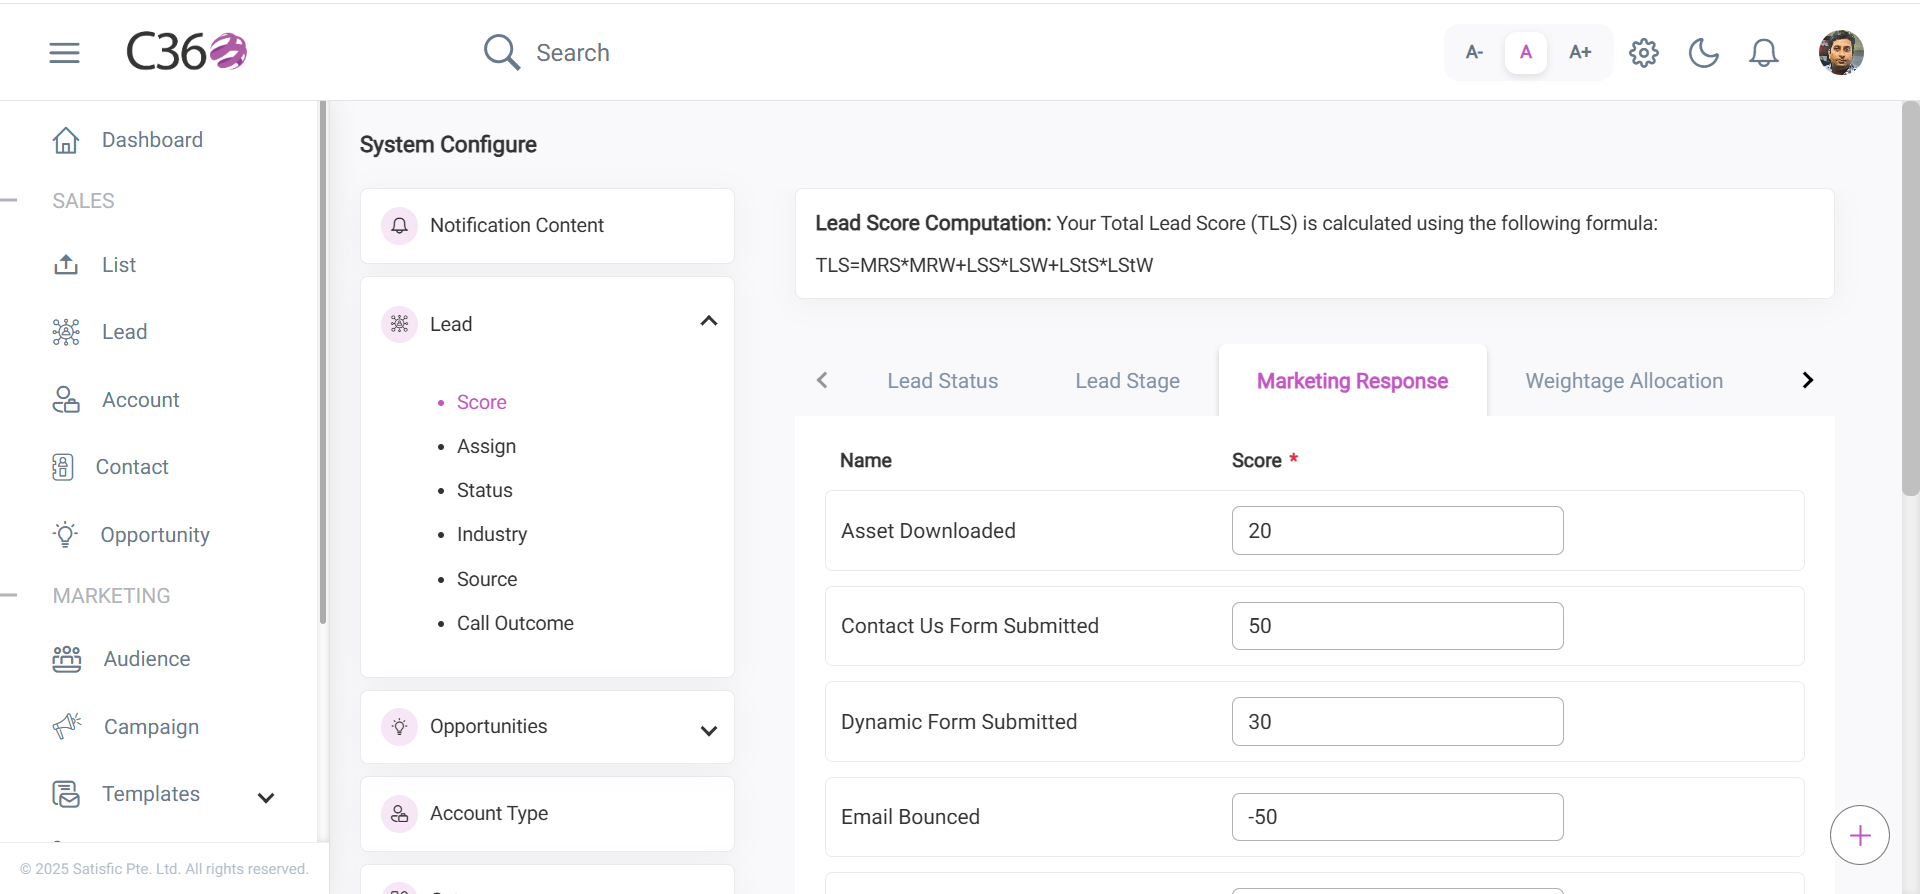 C360
Search
A-
A
A+
Dashboard
SALES
List
Lead
Account
Contact
Opportunity
MARKETING
Audience
Campaign
Templates
© 2025 Satisfic Pte. Ltd. All rights reserved.
System Configure
Notification Content
Lead
Score
Assign
Status
Industry
Source
Call Outcome
Opportunities
Account Type
Lead Score Computation: Your Total Lead Score (TLS) is calculated using the following formula:
TLS=MRS*MRW+LSS*LSW+LStS*LStW
Lead Status
Lead Stage
Marketing Response
Weightage Allocation
Name
Score *
Asset Downloaded
20
Contact Us Form Submitted
50
Dynamic Form Submitted
30
Email Bounced
-50